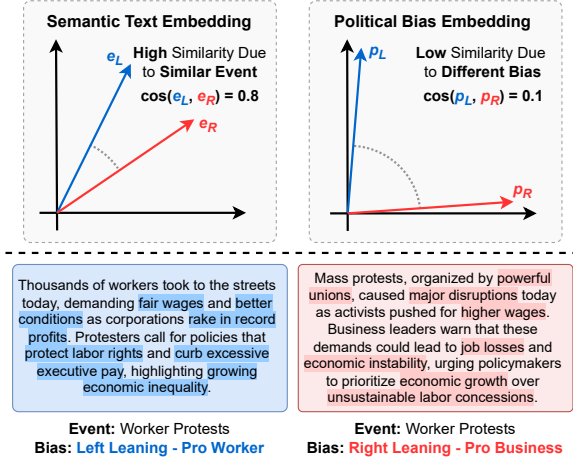 Semantic Text Embedding
e_L
High Similarity Due
to Similar Event
cos(e_L, e_R) = 0.8
e_R
Political Bias Embedding
p_L
Low Similarity Due
to Different Bias
cos(p_L, p_R) = 0.1
p_R
Thousands of workers took to the streets
today, demanding fair wages and better
conditions as corporations rake in record
profits. Protesters call for policies that
protect labor rights and curb excessive
executive pay, highlighting growing
economic inequality.
Event: Worker Protests
Bias: Left Leaning - Pro Worker
Mass protests, organized by powerful
unions, caused major disruptions today
as activists pushed for higher wages.
Business leaders warn that these
demands could lead to job losses and
economic instability, urging policymakers
to prioritize economic growth over
unsustainable labor concessions.
Event: Worker Protests
Bias: Right Leaning - Pro Business